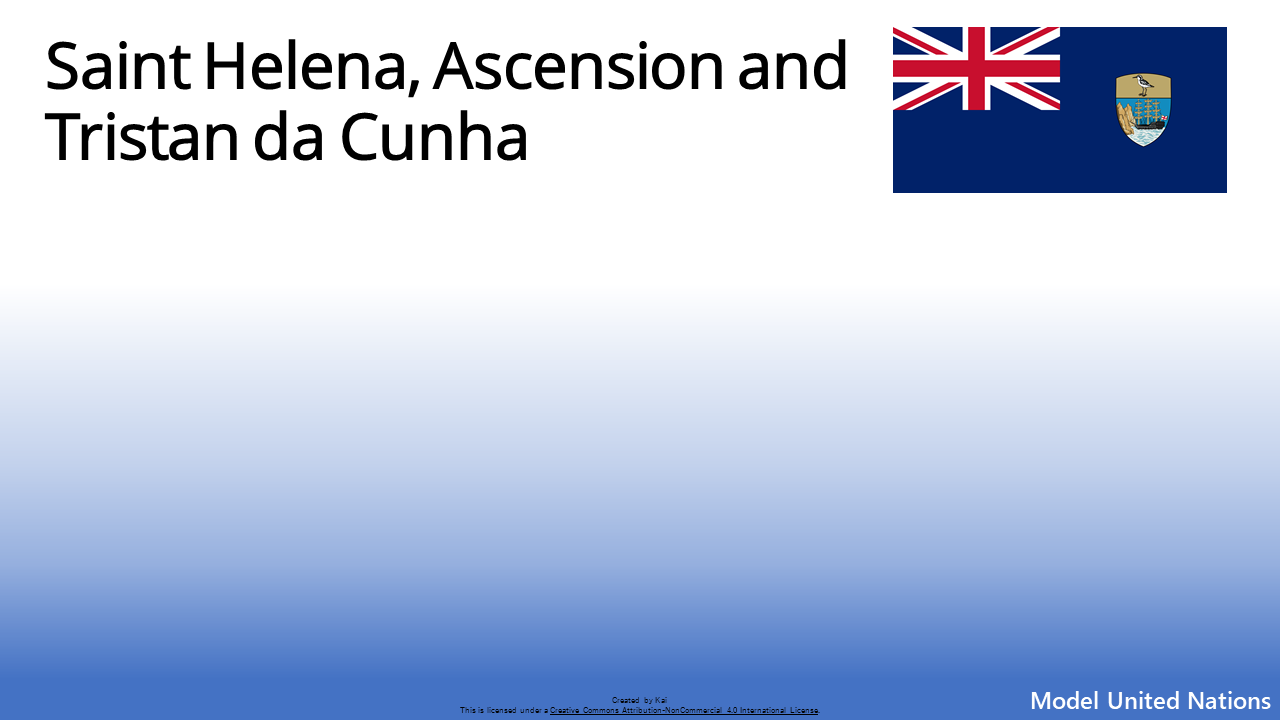 Saint Helena, Ascension and
Tristan da Cunha
Created by Kai
This is licensed under a Creative Commons Attribution-NonCommercial 4.0 International License.
Model United Nations